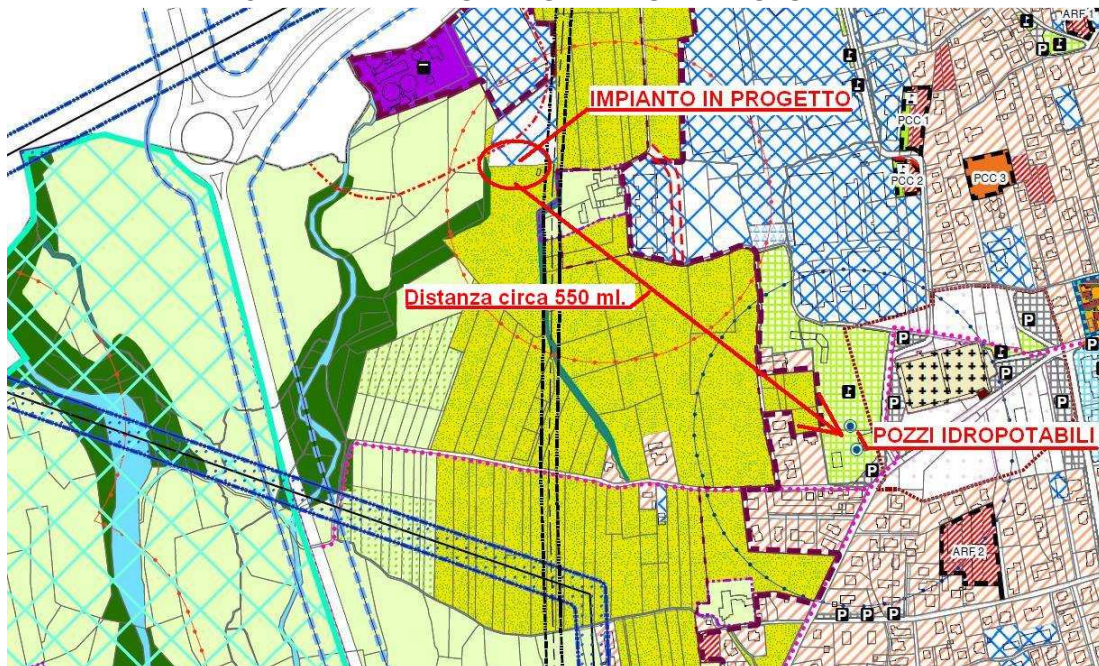 ARF 1
P
IMPIANTO IN PROGETTO
PCC 1
PCC 2
PCC 3
Distanza circa 550 ml.
P
P
P
P
POZZI IDROPOTABILI
P
ARF 2
P P P